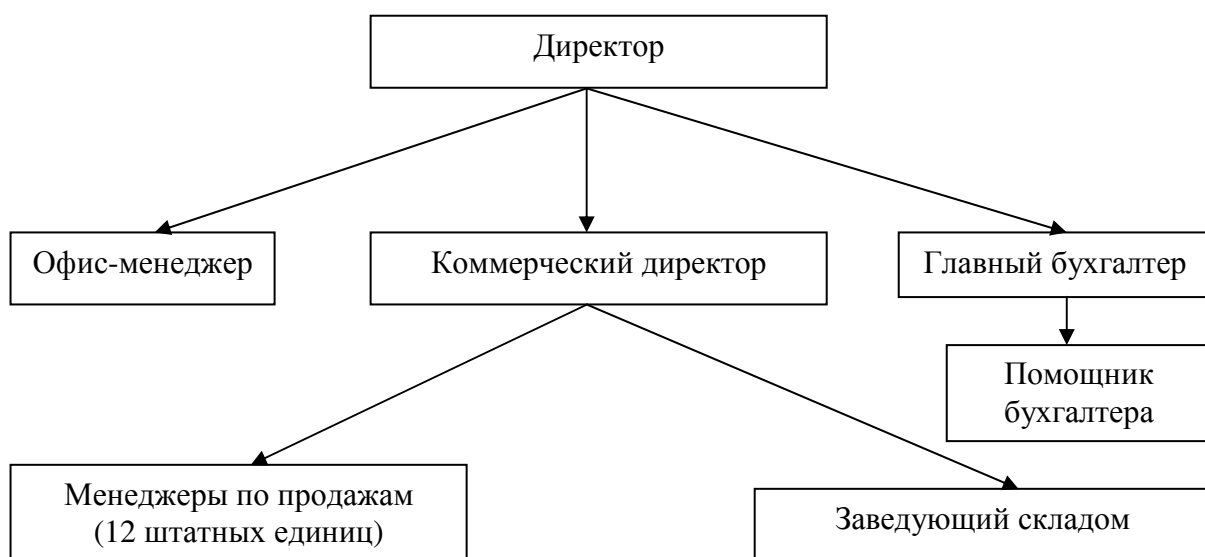 Директор
Офис-менеджер
Коммерческий директор
Главный бухгалтер
Помощник
бухгалтера
Менеджеры по продажам
(12 штатных единиц)
Заведующий складом